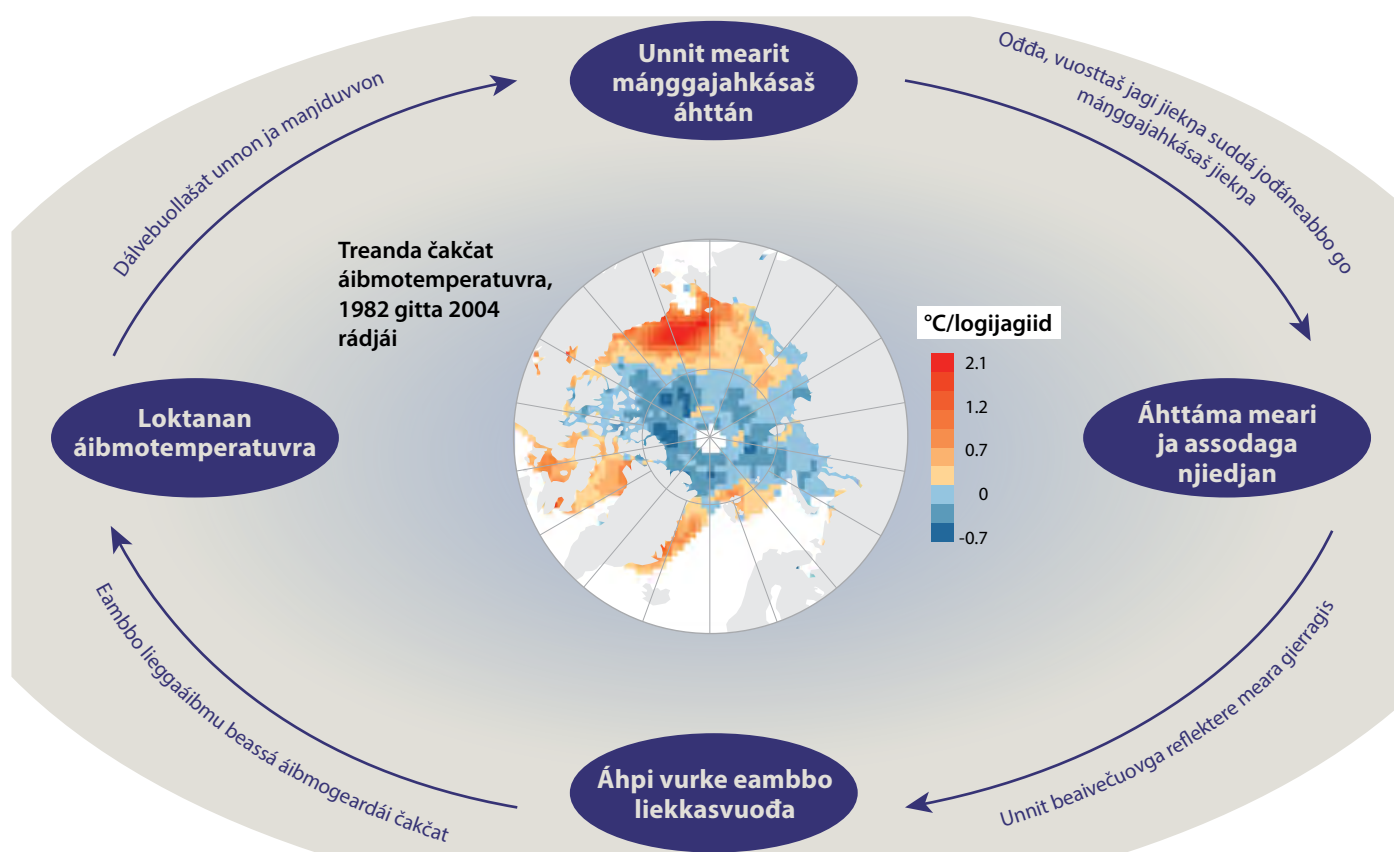 Unnit mearit
máŋggajahkásaš
áhttán
Ođđa, vuosttaš jagi jiekŋa suddá jođáneabbo go
máŋggajahkásaš jiekŋa
Áhttáma meari
ja assodaga
njiedjan
Unnit beaivečuovga reflektere meara gierragis
Áhpi vurke eambbo
liekkasvuođa
Eambbo lieggaáibmu beassá áibmogeardái čakčat
Loktanan
áibmotemperatuvra
Dálvebuollašat unnon ja maŋiduvvon
Treanda čakčat
áibmotemperatuvra,
1982 gitta 2004
rádjái
°C/logijagiid
2.1
1.2
0.7
0
-0.7